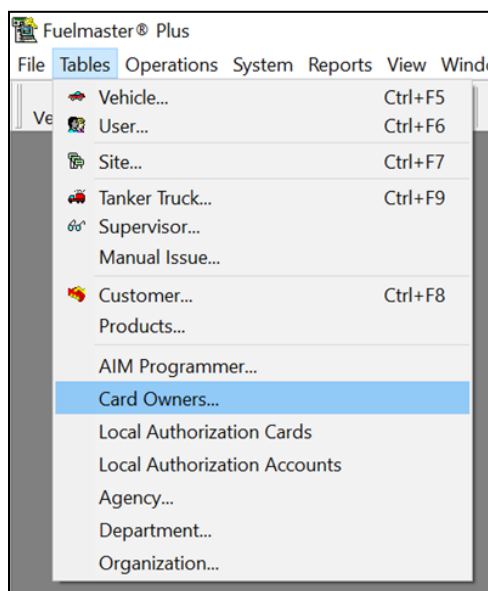 Fuelmaster® Plus
File Tables Operations System Reports View Windo
Ve
Vehicle... Ctrl+F5
User... Ctrl+F6
Site... Ctrl+F7
Tanker Truck... Ctrl+F9
Supervisor...
Manual Issue...
Customer... Ctrl+F8
Products...
AIM Programmer...
Card Owners...
Local Authorization Cards
Local Authorization Accounts
Agency...
Department...
Organization...